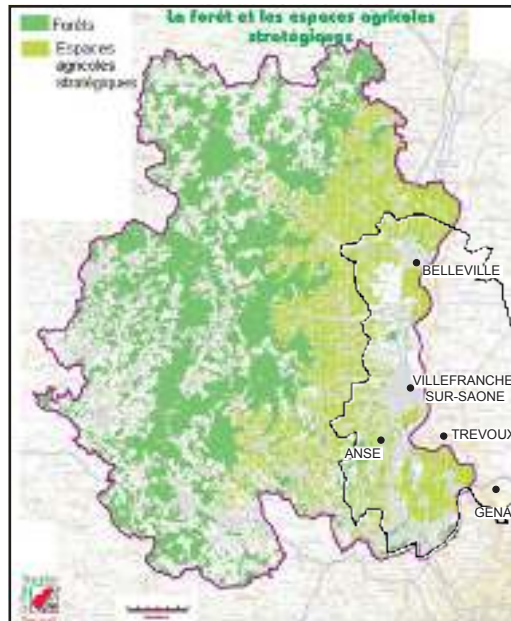 La forêt et les espaces agricoles
stratégiques
Forêts
Espaces
agricoles
stratégiques
BELLEVILLE
VILLEFRANCHE
SUR-SAONE
TREVOUX
ANSE
GENA